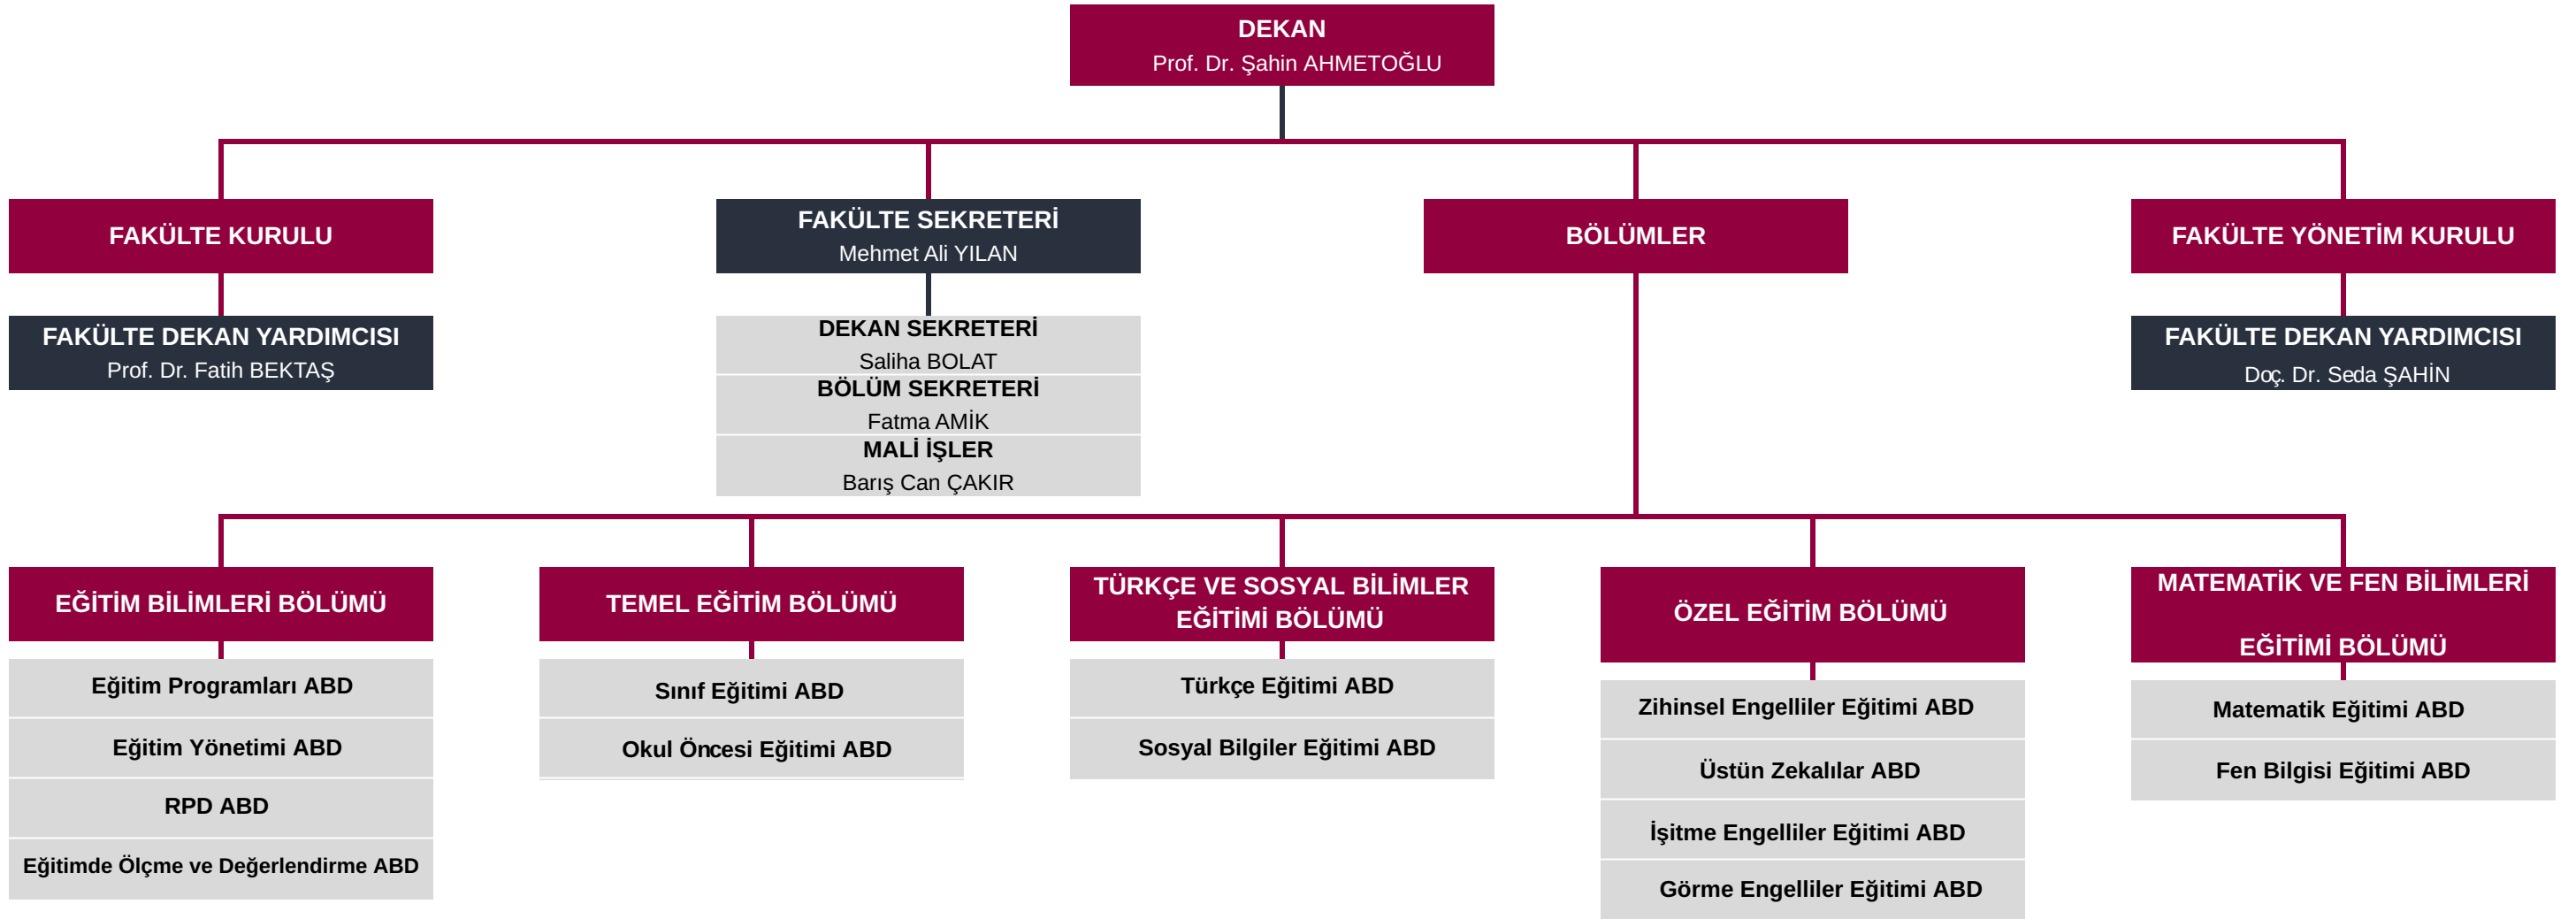 DEKAN
Prof. Dr. Şahin AHMETOĞLU
FAKÜLTE KURULU
FAKÜLTE SEKRETERİ
Mehmet Ali YILAN
BÖLÜMLER
FAKÜLTE YÖNETİM KURULU
FAKÜLTE DEKAN YARDIMCISI
Prof. Dr. Fatih BEKTAŞ
DEKAN SEKRETERİ
Saliha BOLAT
BÖLÜM SEKRETERİ
Fatma AMİK
MALİ İŞLER
Barış Can ÇAKIR
FAKÜLTE DEKAN YARDIMCISI
Doç. Dr. Seda ŞAHİN
EĞİTİM BİLİMLERİ BÖLÜMÜ
Eğitim Programları ABD
Eğitim Yönetimi ABD
RPD ABD
Eğitimde Ölçme ve Değerlendirme ABD
TEMEL EĞİTİM BÖLÜMÜ
Sınıf Eğitimi ABD
Okul Öncesi Eğitimi ABD
TÜRKÇE VE SOSYAL BİLİMLER
EĞİTİMİ BÖLÜMÜ
Türkçe Eğitimi ABD
Sosyal Bilgiler Eğitimi ABD
ÖZEL EĞİTİM BÖLÜMÜ
Zihinsel Engelliler Eğitimi ABD
Üstün Zekalılar ABD
İşitme Engelliler Eğitimi ABD
Görme Engelliler Eğitimi ABD
MATEMATİK VE FEN BİLİMLERİ
EĞİTİMİ BÖLÜMÜ
Matematik Eğitimi ABD
Fen Bilgisi Eğitimi ABD